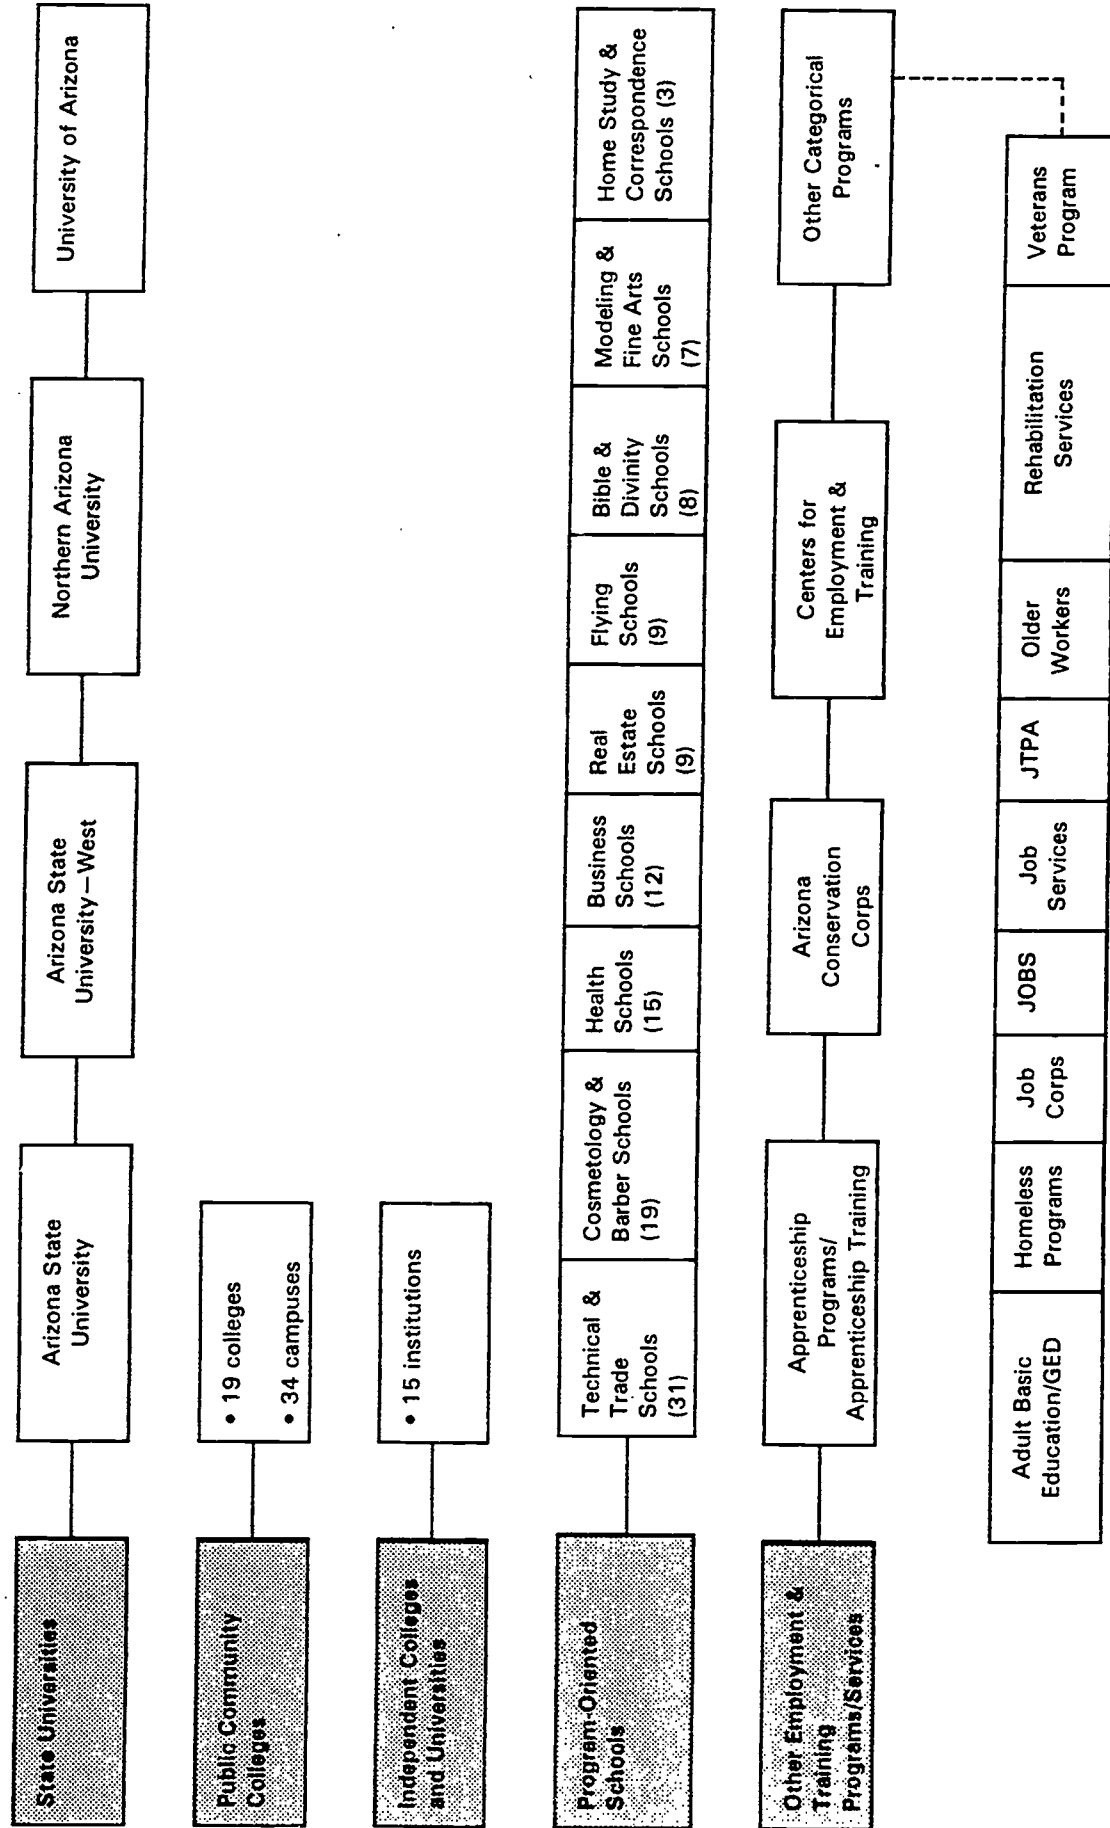 State Universities
Arizona State
University
Arizona State
University—West
Northern Arizona
University
University of Arizona
Public Community
Colleges
• 19 colleges
• 34 campuses
Independent Colleges
and Universities
• 15 institutions
Program-Oriented
Schools
Technical &
Trade
Schools
(31)
Cosmetology &
Barber Schools
(19)
Health
Schools
(15)
Business
Schools
(12)
Real
Estate
Schools
(9)
Flying
Schools
(9)
Bible &
Divinity
Schools
(8)
Modeling &
Fine Arts
Schools
(7)
Home Study &
Correspondence
Schools (3)
Other Employment &
Training
Programs/Services
Apprenticeship
Programs/
Apprenticeship Training
Arizona
Conservation
Corps
Centers for
Employment &
Training
Other Categorical
Programs
Adult Basic
Education/GED
Homeless
Programs
Job
Corps
JOBS
Job
Services
JTPA
Older
Workers
Rehabilitation
Services
Veterans
Program